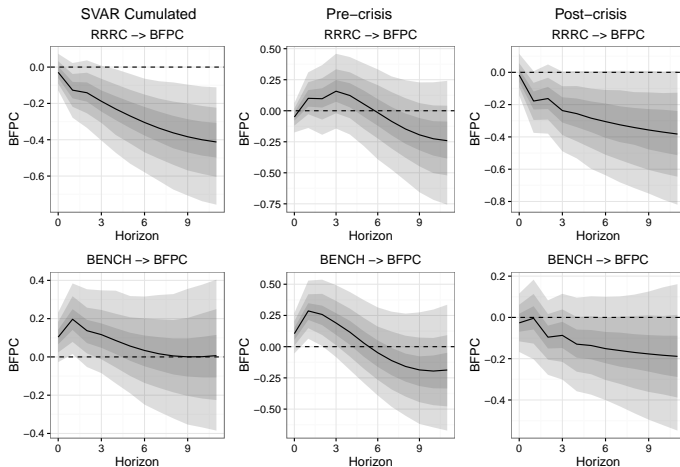 SVAR Cumulated
Pre−crisis
Post−crisis
RRRC −> BFPC
RRRC −> BFPC
RRRC −> BFPC
BFPC
0.0
−0.2
−0.4
−0.6
0 3 6 9
Horizon
BFPC
0.50
0.25
0.00
−0.25
−0.50
−0.75
0 3 6 9
Horizon
BFPC
0.0
−0.2
−0.4
−0.6
−0.8
0 3 6 9
Horizon
BENCH −> BFPC
BENCH −> BFPC
BENCH −> BFPC
BFPC
0.4
0.2
0.0
−0.2
−0.4
0 3 6 9
Horizon
BFPC
0.50
0.25
0.00
−0.25
−0.50
0 3 6 9
Horizon
BFPC
0.2
0.0
−0.2
−0.4
0 3 6 9
Horizon